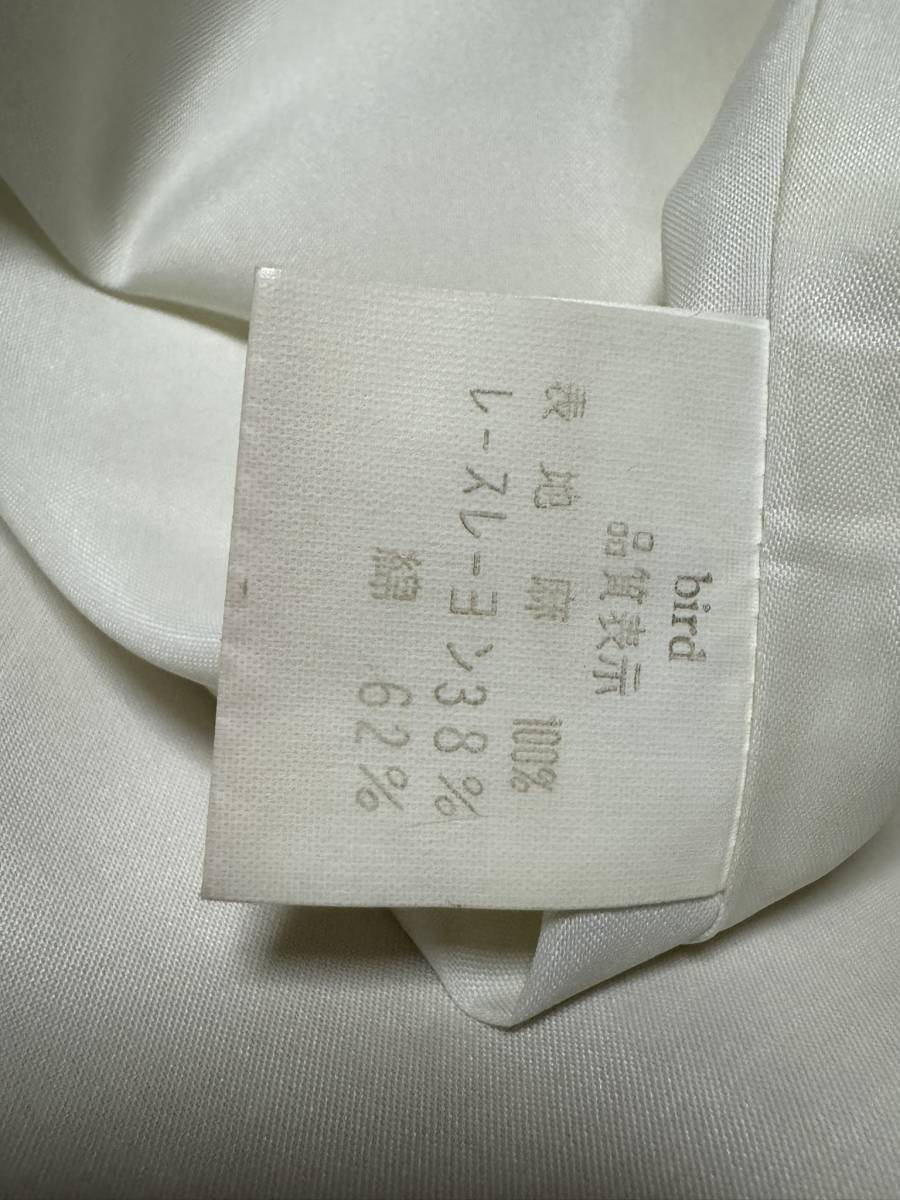 bird
品質表示
表地 麻 100%
レースレーヨン38%
綿 62%